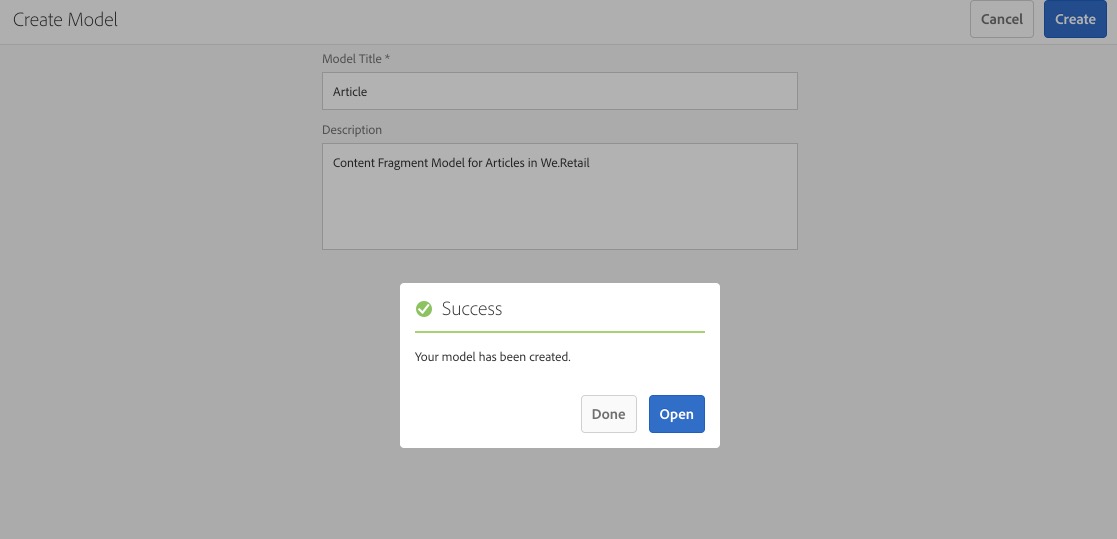 Create Model
Cancel
Create
Model Title *
Article
Description
Content Fragment Model for Articles in We.Retail
Success
Your model has been created.
Done
Open